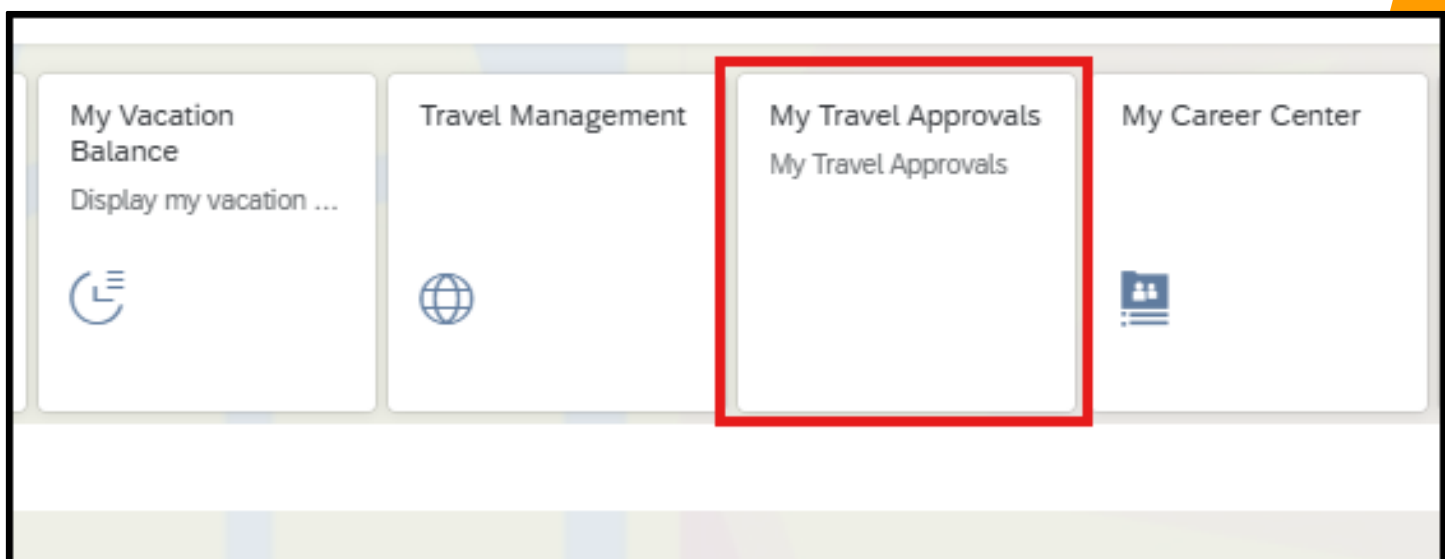 My Vacation
Balance
Display my vacation ...
Travel Management
My Travel Approvals
My Travel Approvals
My Career Center